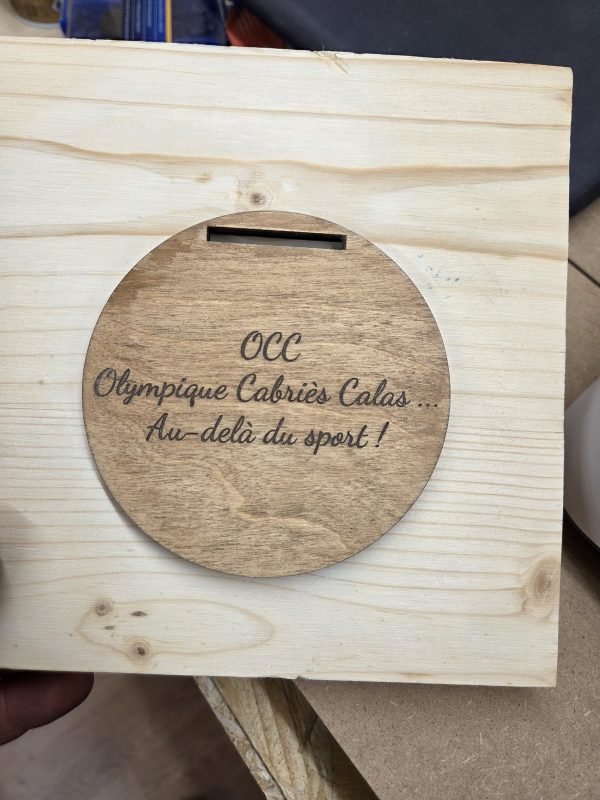 OCC
Olympique Cabriès Calas ...
Au-delà du sport !